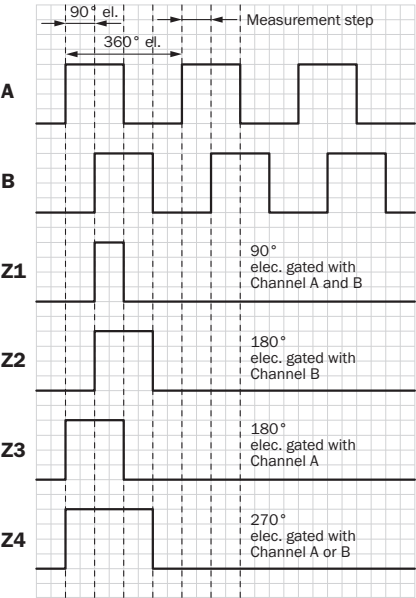 90° el.
Measurement step
360° el.
A
B
Z1
90°
elec. gated with
Channel A and B
Z2
180°
elec. gated with
Channel B
Z3
180°
elec. gated with
Channel A
Z4
270°
elec. gated with
Channel A or B